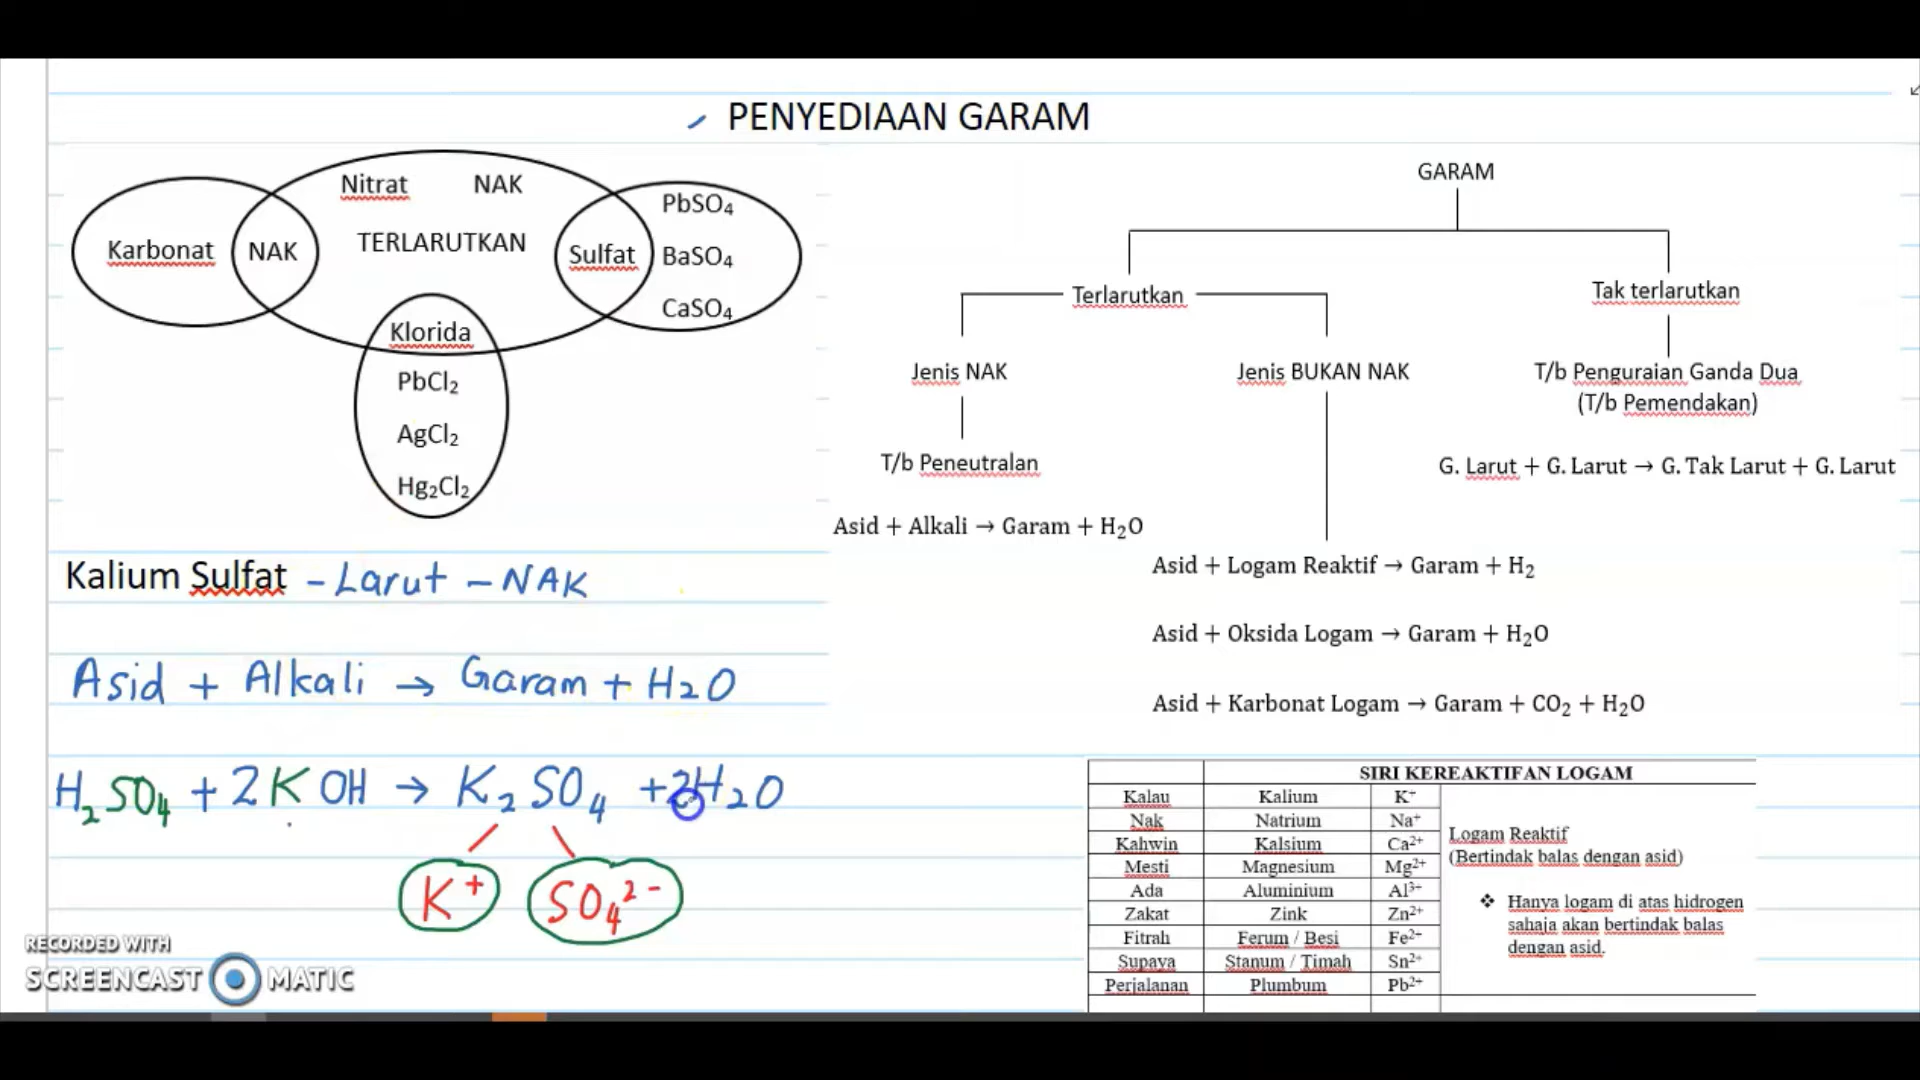 PENYEDIAAN GARAM
Nitrat NAK
Karbonat NAK TERLARUTKAN Sulfat
PbSO₄
BaSO₄
CaSO₄
Klorida
PbCl₂
AgCl₂
Hg₂Cl₂
Kalium Sulfat - Larut - NAK
Asid + Alkali → Garam + H₂O
H₂SO₄ + 2KOH → K₂SO₄ + 2H₂O
K⁺ SO₄²⁻
GARAM
Terlarutkan Tak terlarutkan
Jenis NAK Jenis BUKAN NAK T/b Penguraian Ganda Dua
(T/b Pemendakan)
T/b Peneutralan
G. Larut + G. Larut → G. Tak Larut + G. Larut
Asid + Alkali → Garam + H₂O
Asid + Logam Reaktif → Garam + H₂
Asid + Oksida Logam → Garam + H₂O
Asid + Karbonat Logam → Garam + CO₂ + H₂O
SIRI KEREAKTIFAN LOGAM
Kalau Kalium K⁺
Nak Natrium Na⁺
Kahwin Kalsium Ca²⁺
Mesti Magnesium Mg²⁺
Ada Aluminium Al³⁺
Zakat Zink Zn²⁺
Fitrah Ferum / Besi Fe²⁺
Supaya Stanum / Timah Sn²⁺
Perjalanan Plumbum Pb²⁺
Logam Reaktif
(Bertindak balas dengan asid)
❖ Hanya logam di atas hidrogen
sahaja akan bertindak balas
dengan asid.
RECORDED WITH
SCREENCAST MATIC